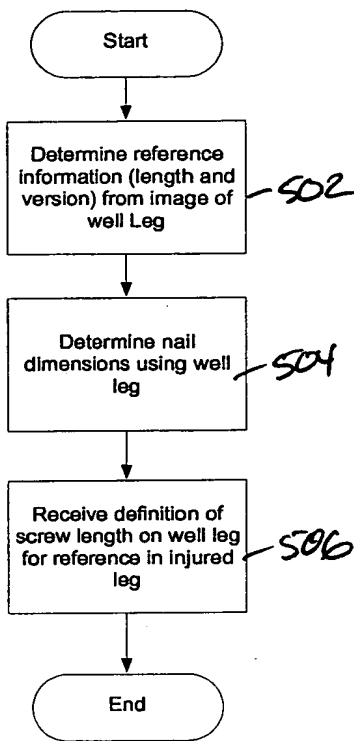 Start
Determine reference
information (length and
version) from image of
well Leg
502
Determine nail
dimensions using well
leg
504
Receive definition of
screw length on well leg
for reference in injured
leg
506
End